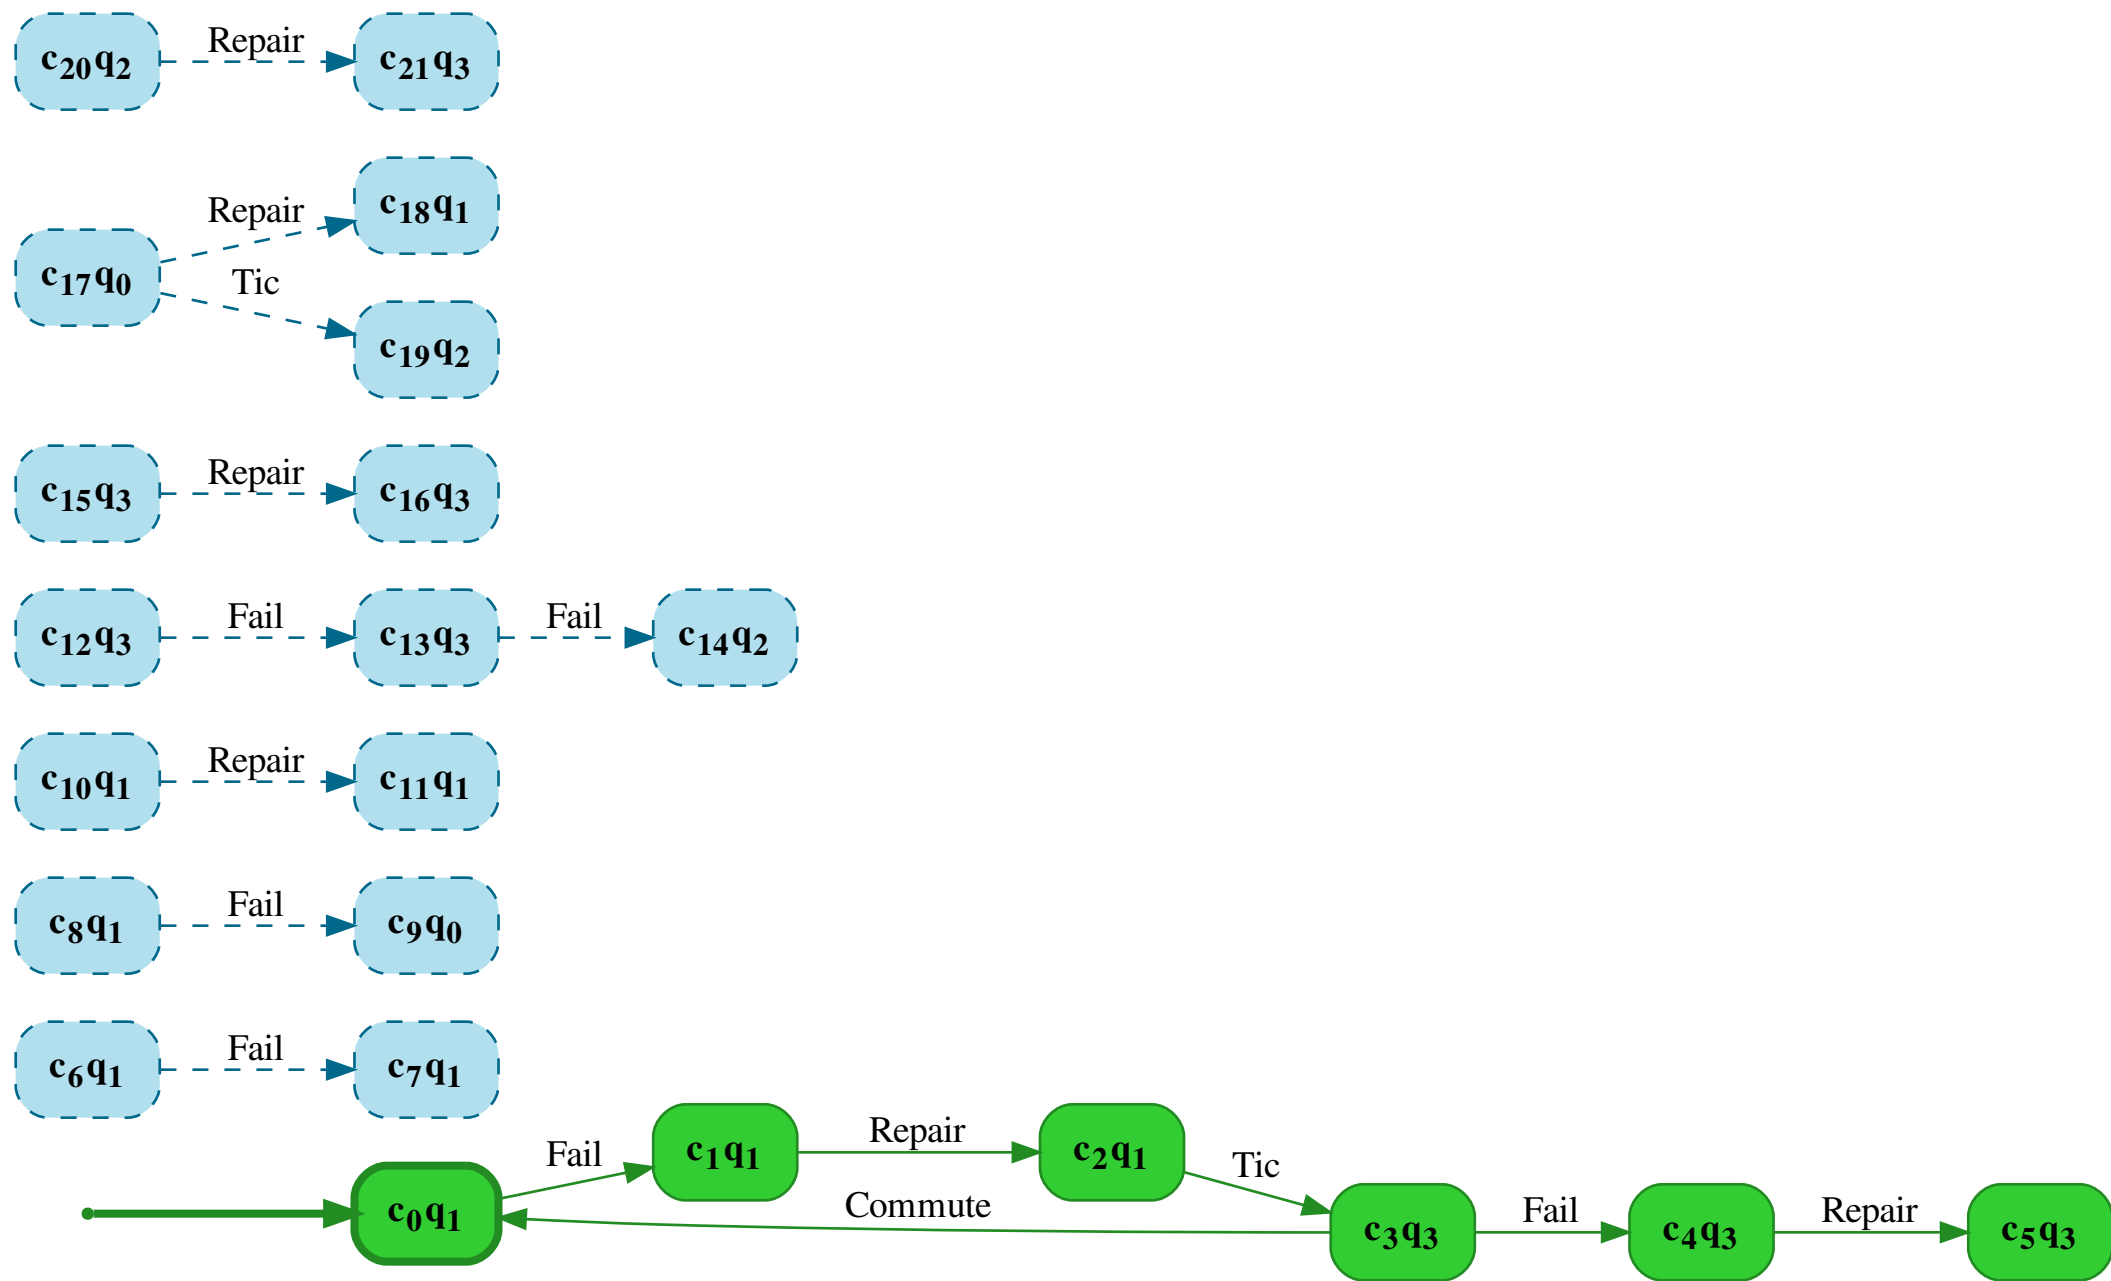 c20q2 Repair c21q3
c18q1
Repair
c17q0
Tic
c19q2
c15q3 Repair c16q3
c12q3 Fail c13q3 Fail c14q2
c10q1 Repair c11q1
c8q1 Fail c9q0
c6q1 Fail c7q1
Fail c1q1 Repair c2q1 Tic
c0q1 Commute c3q3 Fail c4q3 Repair c5q3